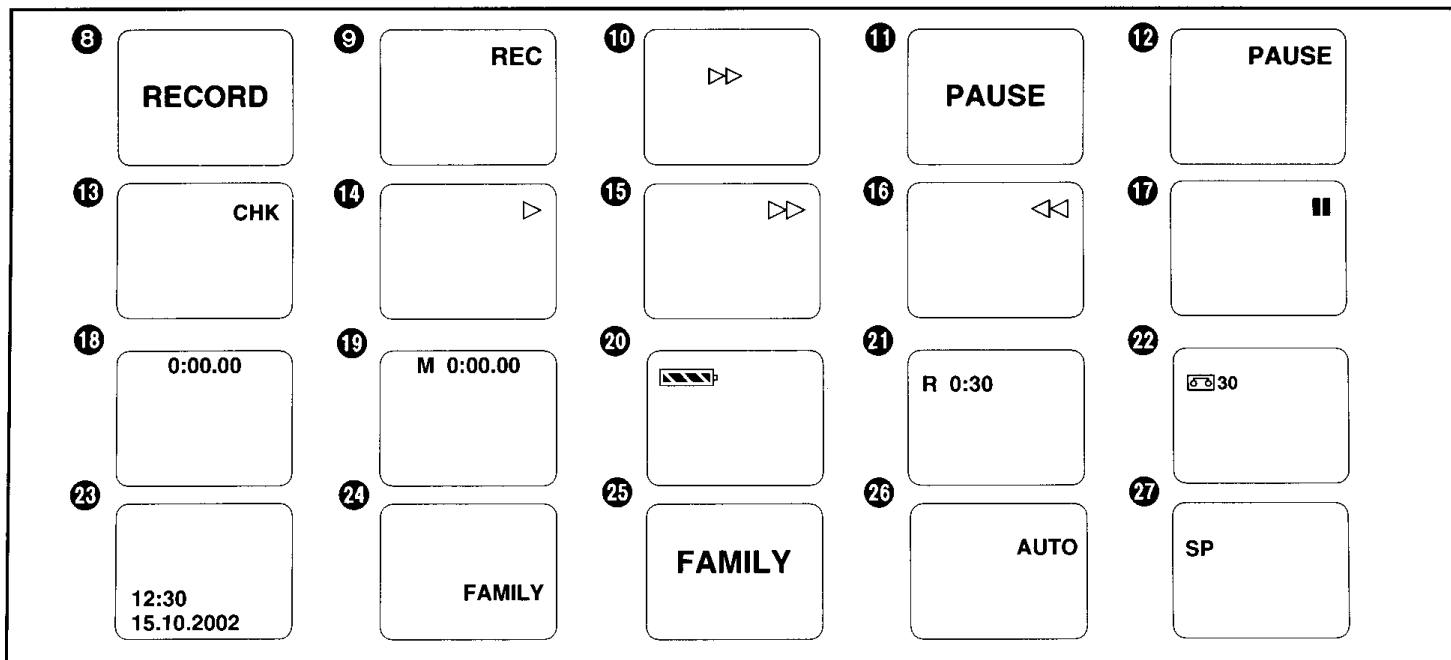 8 RECORD
9 REC
10 ▷▷
11 PAUSE
12 PAUSE
13 CHK
14 ▷
15 ▷▷
16 ◁◁
17 ▮▮
18 0:00.00
19 M 0:00.00
20
21 R 0:30
22 30
23 12:30
15.10.2002
24 FAMILY
25 FAMILY
26 AUTO
27 SP